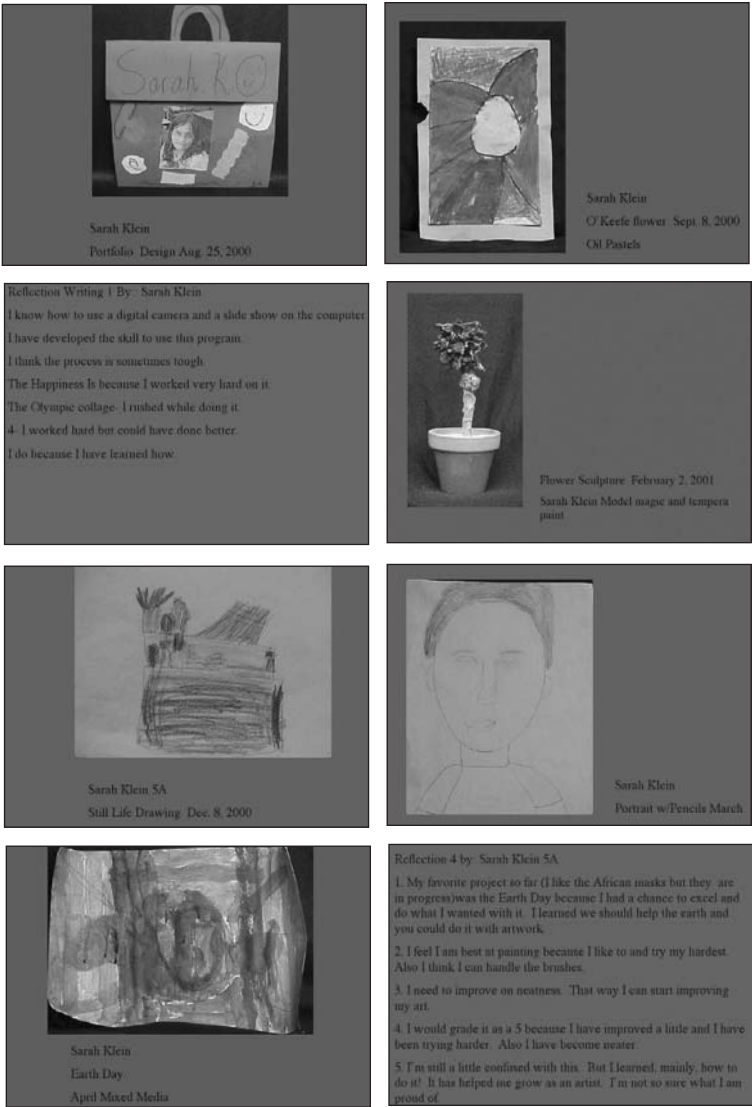 Sarah K
Sarah Klein
Portfolio Design Aug. 25, 2000
Sarah Klein
O'Keefe flower Sept. 8, 2000
Oil Pastels
Reflection Writing 1 By: Sarah Klein
I know how to use a digital camera and a slide show on the computer
I have developed the skill to use this program.
I think the process is sometimes tough.
The Happiness Is because I worked very hard on it.
The Olympic collage- I rushed while doing it.
4- I worked hard but could have done better.
I do because I have learned how.
Flower Sculpture February 2, 2001
Sarah Klein Model magic and tempera
paint
Sarah Klein 5A
Still Life Drawing Dec. 8, 2000
Sarah Klein
Portrait w/Pencils March
Sarah Klein
Earth Day
April Mixed Media
Reflection 4 by: Sarah Klein 5A
1. My favorite project so far (I like the African masks but they are
in progress)was the Earth Day because I had a chance to excel and
do what I wanted with it. I learned we should help the earth and
you could do it with artwork.
2. I feel I am best at painting because I like to and try my hardest.
Also I think I can handle the brushes.
3. I need to improve on neatness. That way I can start improving
my art.
4. I would grade it as a 5 because I have improved a little and I have
been trying harder. Also I have become neater.
5. I'm still a little confised with this. But I learned, mainly, how to
do it! It has helped me grow as an artist. I'm not so sure what I am
proud of.